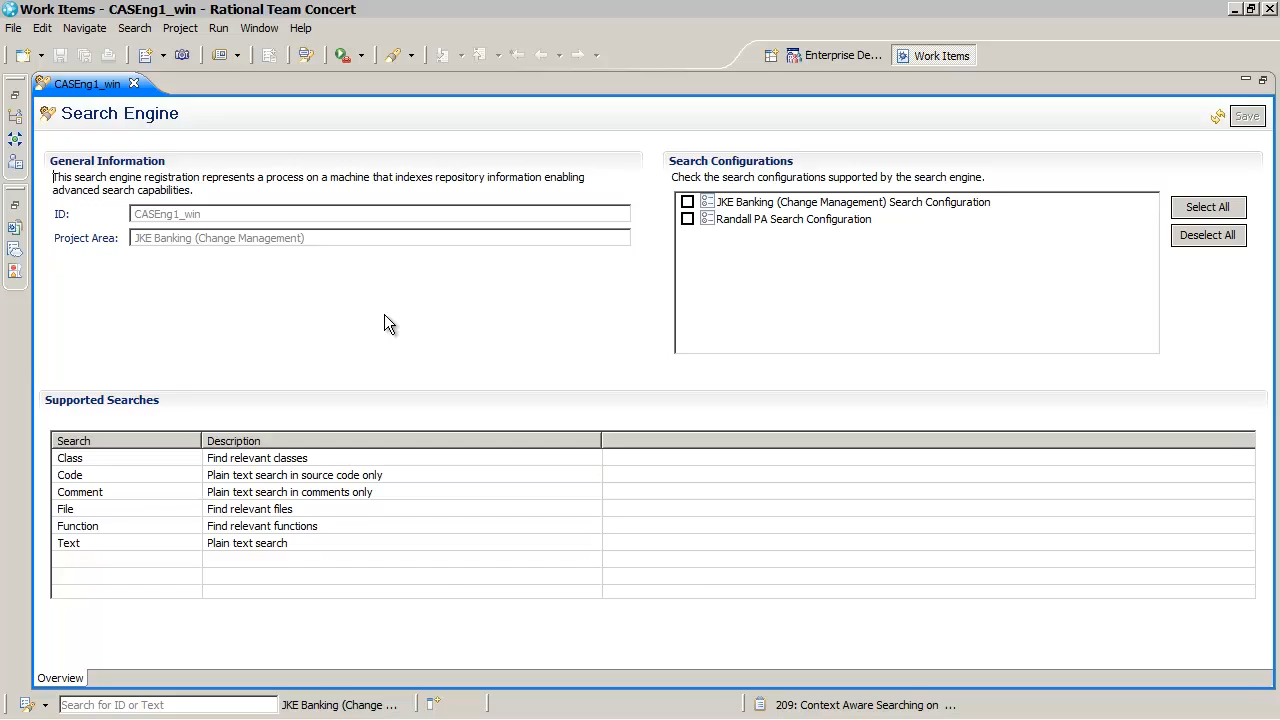 Work Items - CASEng1_win - Rational Team Concert
File Edit Navigate Search Project Run Window Help
Enterprise De... Work Items
CASEng1_win
Search Engine
Save
General Information
This search engine registration represents a process on a machine that indexes repository information enabling
advanced search capabilities.
ID: CASEng1_win
Project Area: JKE Banking (Change Management)
Search Configurations
Check the search configurations supported by the search engine.
JKE Banking (Change Management) Search Configuration
Randall PA Search Configuration
Select All
Deselect All
Supported Searches
Search Description
Class Find relevant classes
Code Plain text search in source code only
Comment Plain text search in comments only
File Find relevant files
Function Find relevant functions
Text Plain text search
Overview
Search for ID or Text JKE Banking (Change ... 209: Context Aware Searching on ...